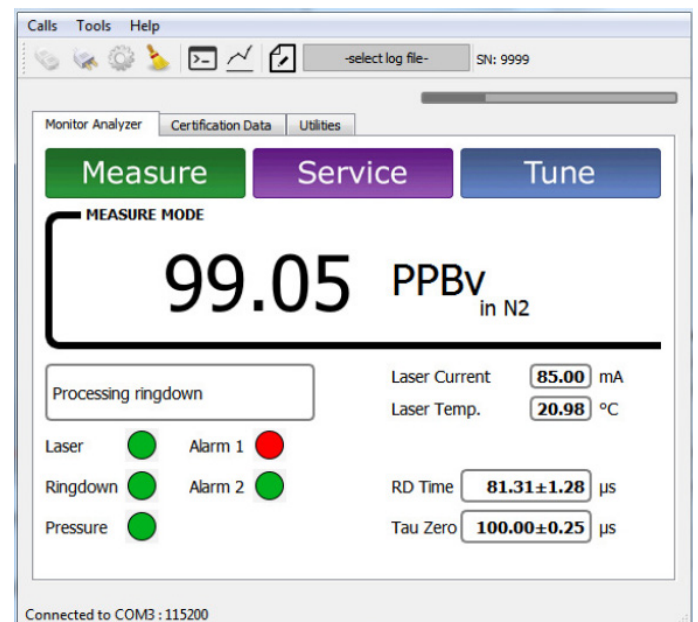 Calls Tools Help
-select log file- SN: 9999
Monitor Analyzer Certification Data Utilities
Measure Service Tune
MEASURE MODE
99.05 PPBv in N2
Processing ringdown
Laser Current 85.00 mA
Laser Temp. 20.98 °C
Laser Alarm 1
Ringdown Alarm 2 RD Time 81.31±1.28 µs
Pressure Tau Zero 100.00±0.25 µs
Connected to COM3 : 115200